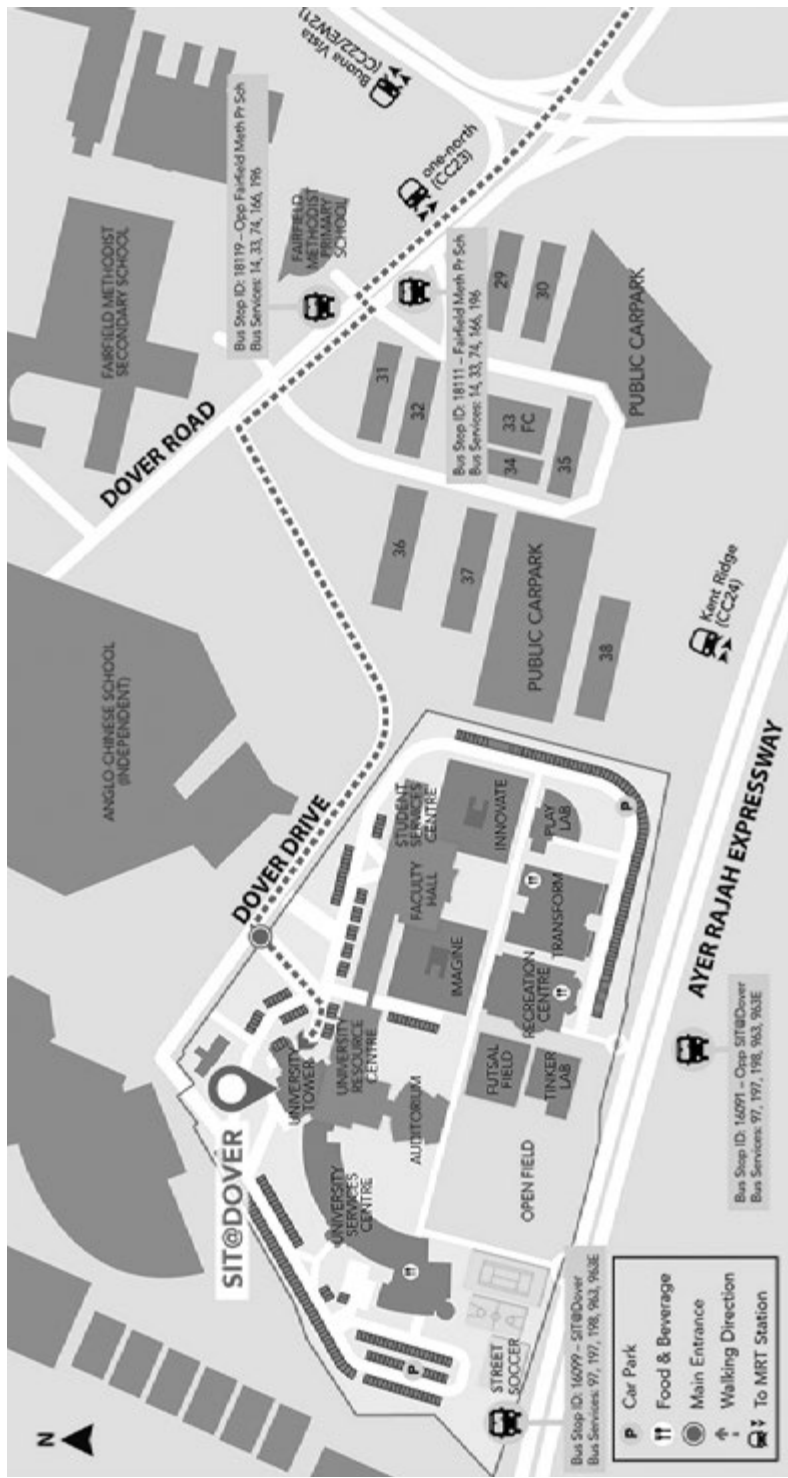 N
SIT@DOVER
ANGLO-CHINESE SCHOOL
(INDEPENDENT)
DOVER ROAD
FAIRFIELD METHODIST
SECONDARY SCHOOL
Bus Stop ID: 18119 – Opp Fairfield Meth Pr Sch
Bus Services: 14, 33, 74, 166, 196
FAIRFIELD
METHODIST
PRIMARY
SCHOOL
Buona Vista
(CC22/EW21)
one-north
(CC23)
DOVER DRIVE
UNIVERSITY
TOWER
UNIVERSITY
RESOURCE
CENTRE
UNIVERSITY
SERVICES
CENTRE
AUDITORIUM
STUDENT
SERVICES
CENTRE
FACULTY
HALL
IMAGINE
INNOVATE
31
32
36
37
Bus Stop ID: 18111 – Fairfield Meth Pr Sch
Bus Services: 14, 33, 74, 166, 196
29
30
33
FC
34
35
38
PUBLIC CARPARK
PUBLIC CARPARK
P
STREET
SOCCER
OPEN FIELD
FUTSAL
FIELD
TINKER
LAB
RECREATION
CENTRE
TRANSFORM
PLAY
LAB
P
Kent Ridge
(CC24)
AYER RAJAH EXPRESSWAY
Bus Stop ID: 16099 – SIT@Dover
Bus Services: 97, 197, 198, 963, 963E
Bus Stop ID: 16091 – Opp SIT@Dover
Bus Services: 97, 197, 198, 963, 963E
P Car Park
Food & Beverage
Main Entrance
Walking Direction
To MRT Station